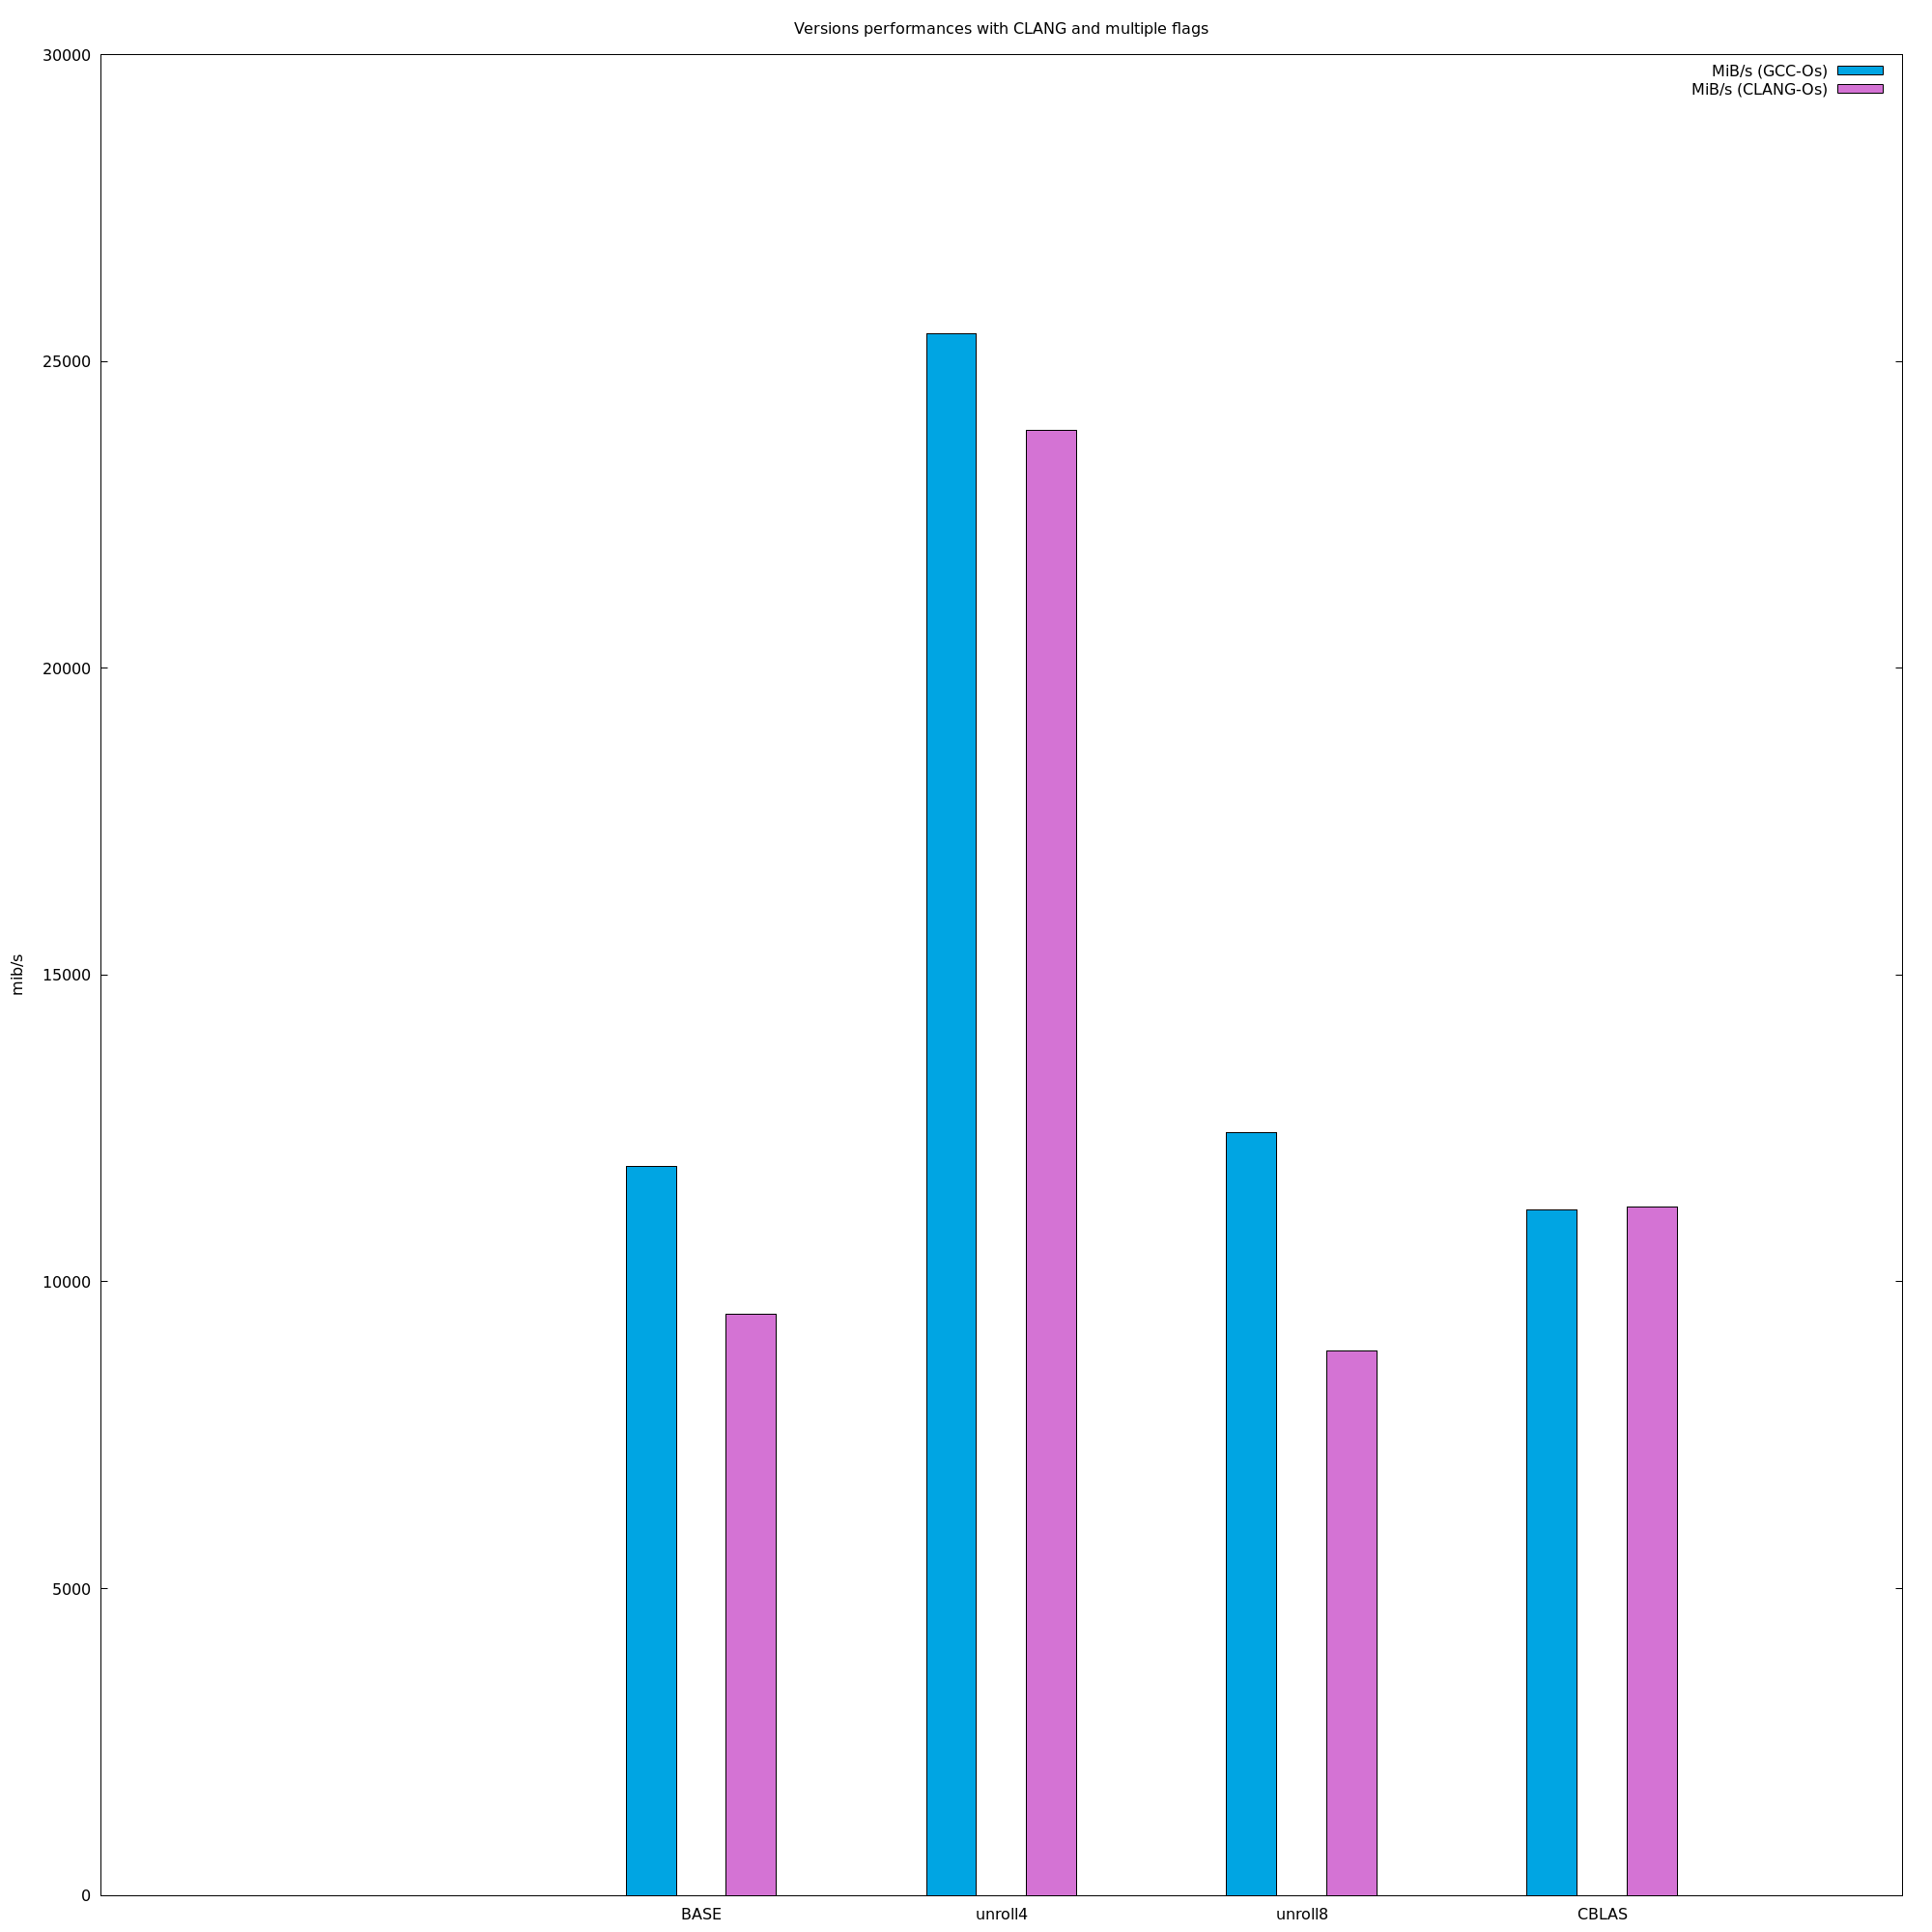 Versions performances with CLANG and multiple flags
MiB/s (GCC-Os)
MiB/s (CLANG-Os)
30000
25000
20000
15000
10000
5000
0
mib/s
BASE
unroll4
unroll8
CBLAS